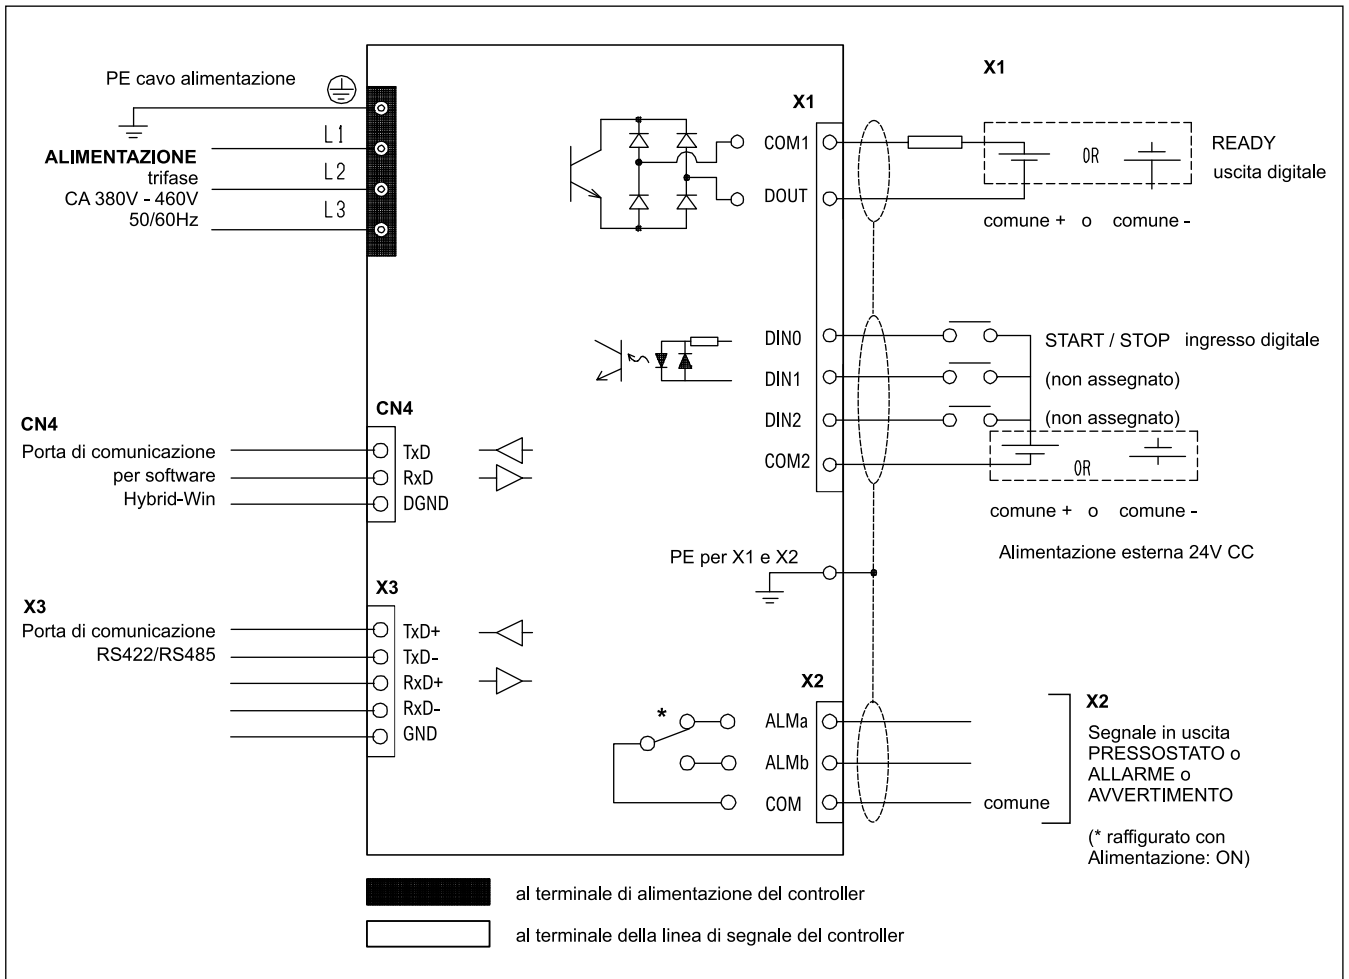 X1
PE cavo alimentazione
X1
L1
ALIMENTAZIONE
trifase
CA 380V - 460V
50/60Hz
L2
L3
COM1
DOUT
OR
READY
uscita digitale
comune + o comune -
DIN0
DIN1
DIN2
COM2
START / STOP ingresso digitale
(non assegnato)
(non assegnato)
OR
comune + o comune -
Alimentazione esterna 24V CC
CN4
Porta di comunicazione
per software
Hybrid-Win
CN4
TxD
RxD
DGND
PE per X1 e X2
X3
Porta di comunicazione
RS422/RS485
X3
TxD+
TxD-
RxD+
RxD-
GND
X2
*
ALMa
ALMb
COM
comune
X2
Segnale in uscita
PRESSOSTATO o
ALLARME o
AVVERTIMENTO
(* raffigurato con
Alimentazione: ON)
al terminale di alimentazione del controller
al terminale della linea di segnale del controller